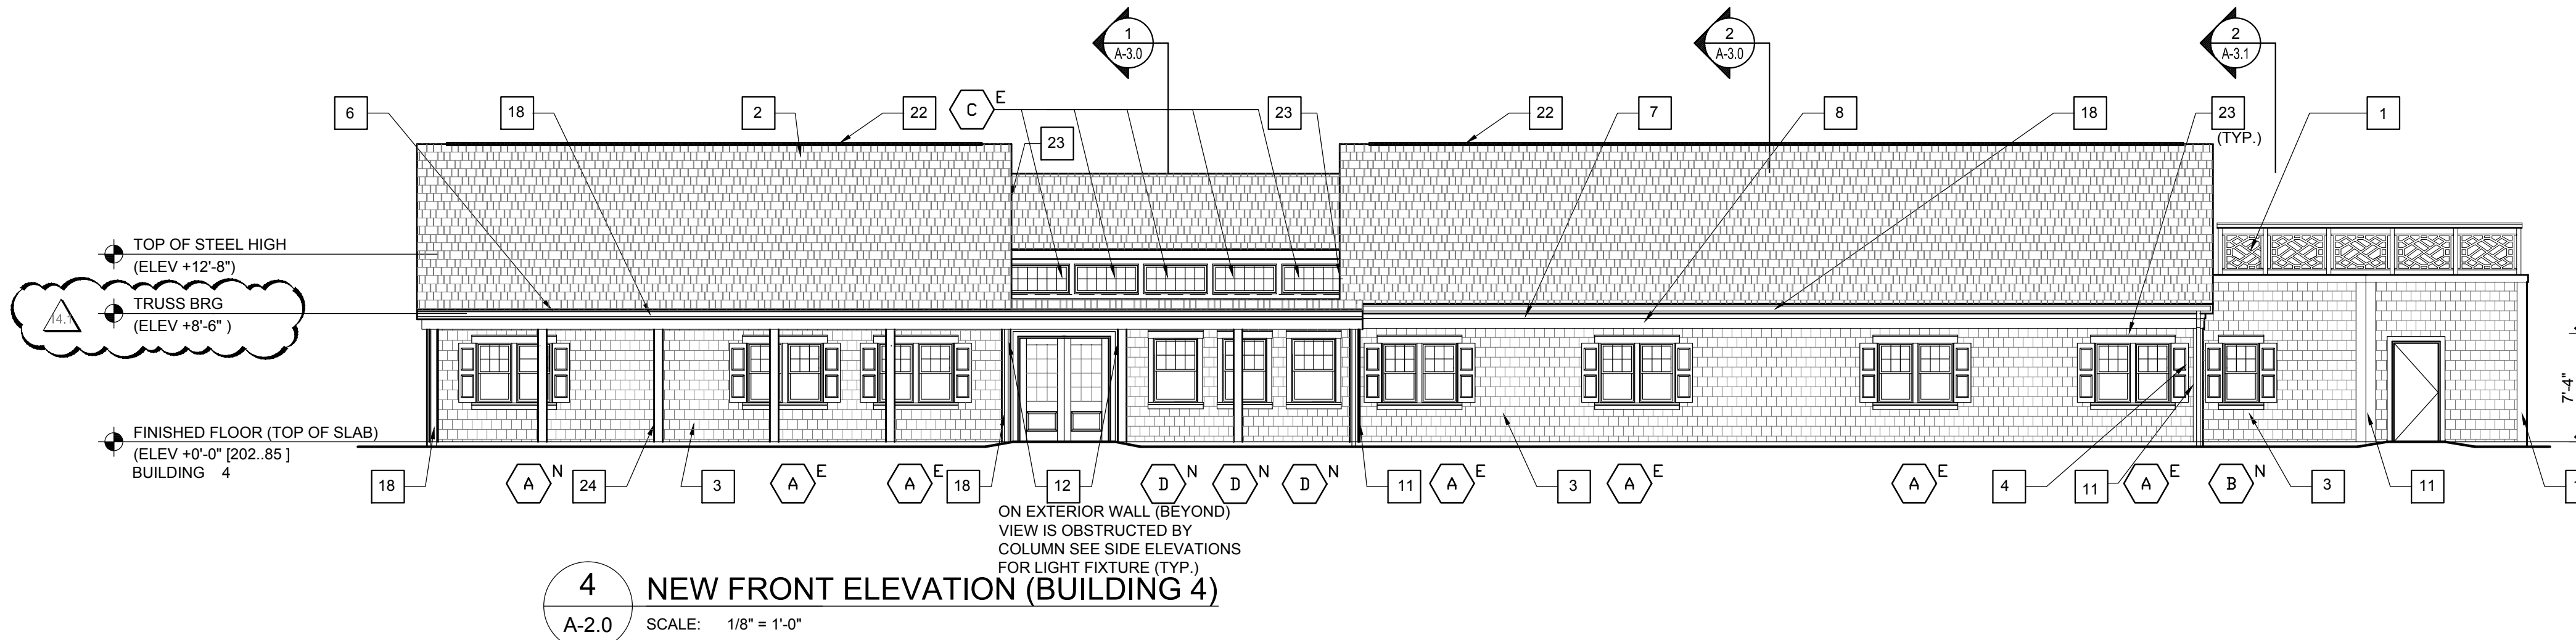 1
A-3.0
2
A-3.0
2
A-3.1
6
18
2
22
C E
23
23
22
7
8
18
23
(TYP.)
1
TOP OF STEEL HIGH
(ELEV +12'-8")
TRUSS BRG
(ELEV +8'-6" )
14.1
FINISHED FLOOR (TOP OF SLAB)
(ELEV +0'-0" [202..85 ]
BUILDING 4
7'-4"
18
A N
24
3
A E
A E
18
12
D N
D N
D N
11
A E
3
A E
A E
4
11
A E
B N
3
11
ON EXTERIOR WALL (BEYOND)
VIEW IS OBSTRUCTED BY
COLUMN SEE SIDE ELEVATIONS
FOR LIGHT FIXTURE (TYP.)
4
A-2.0
NEW FRONT ELEVATION (BUILDING 4)
SCALE: 1/8" = 1'-0"